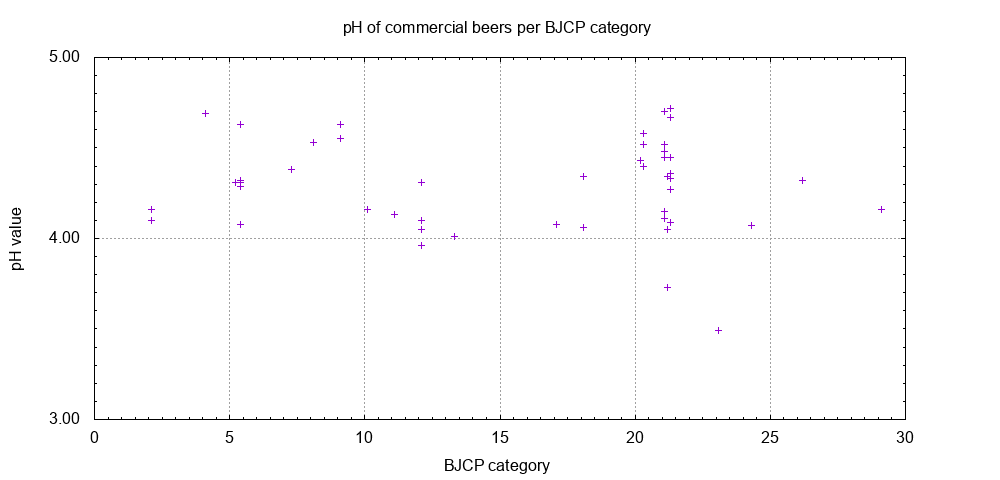 pH of commercial beers per BJCP category
5.00
4.00
3.00
pH value
0 5 10 15 20 25 30
BJCP category